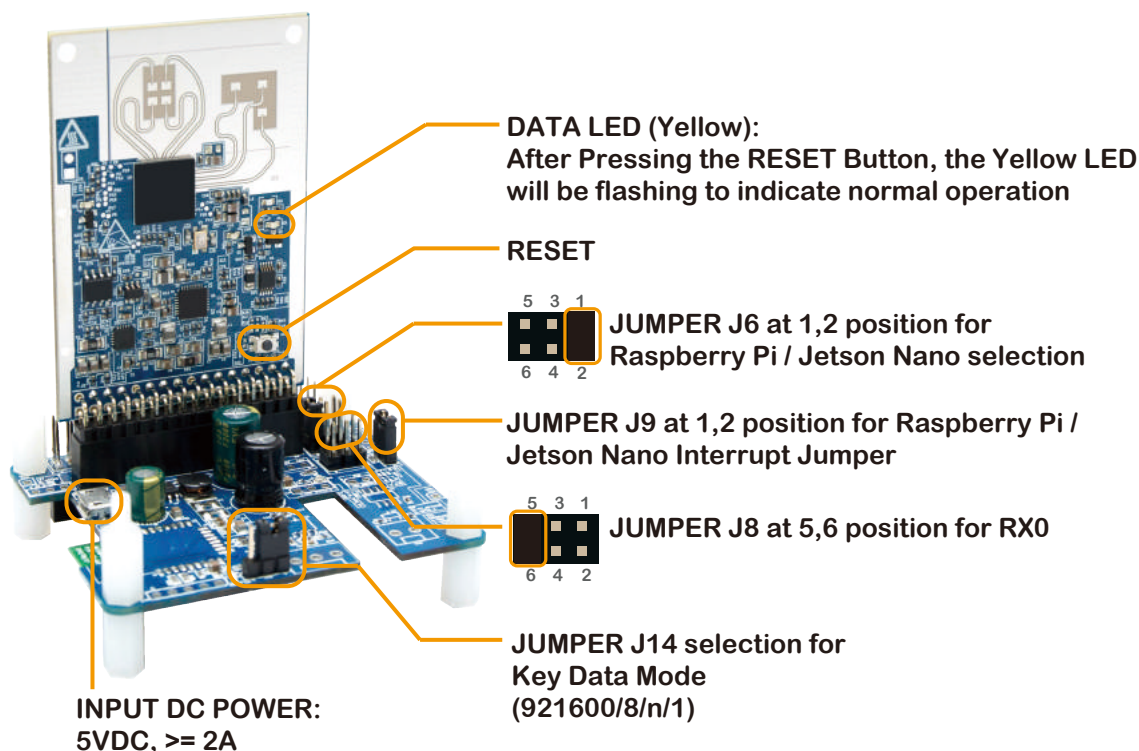 DATA LED (Yellow):
After Pressing the RESET Button, the Yellow LED
will be flashing to indicate normal operation
RESET
5 3 1
6 4 2
JUMPER J6 at 1,2 position for
Raspberry Pi / Jetson Nano selection
JUMPER J9 at 1,2 position for Raspberry Pi /
Jetson Nano Interrupt Jumper
5 3 1
6 4 2
JUMPER J8 at 5,6 position for RX0
JUMPER J14 selection for
Key Data Mode
(921600/8/n/1)
INPUT DC POWER:
5VDC, >= 2A